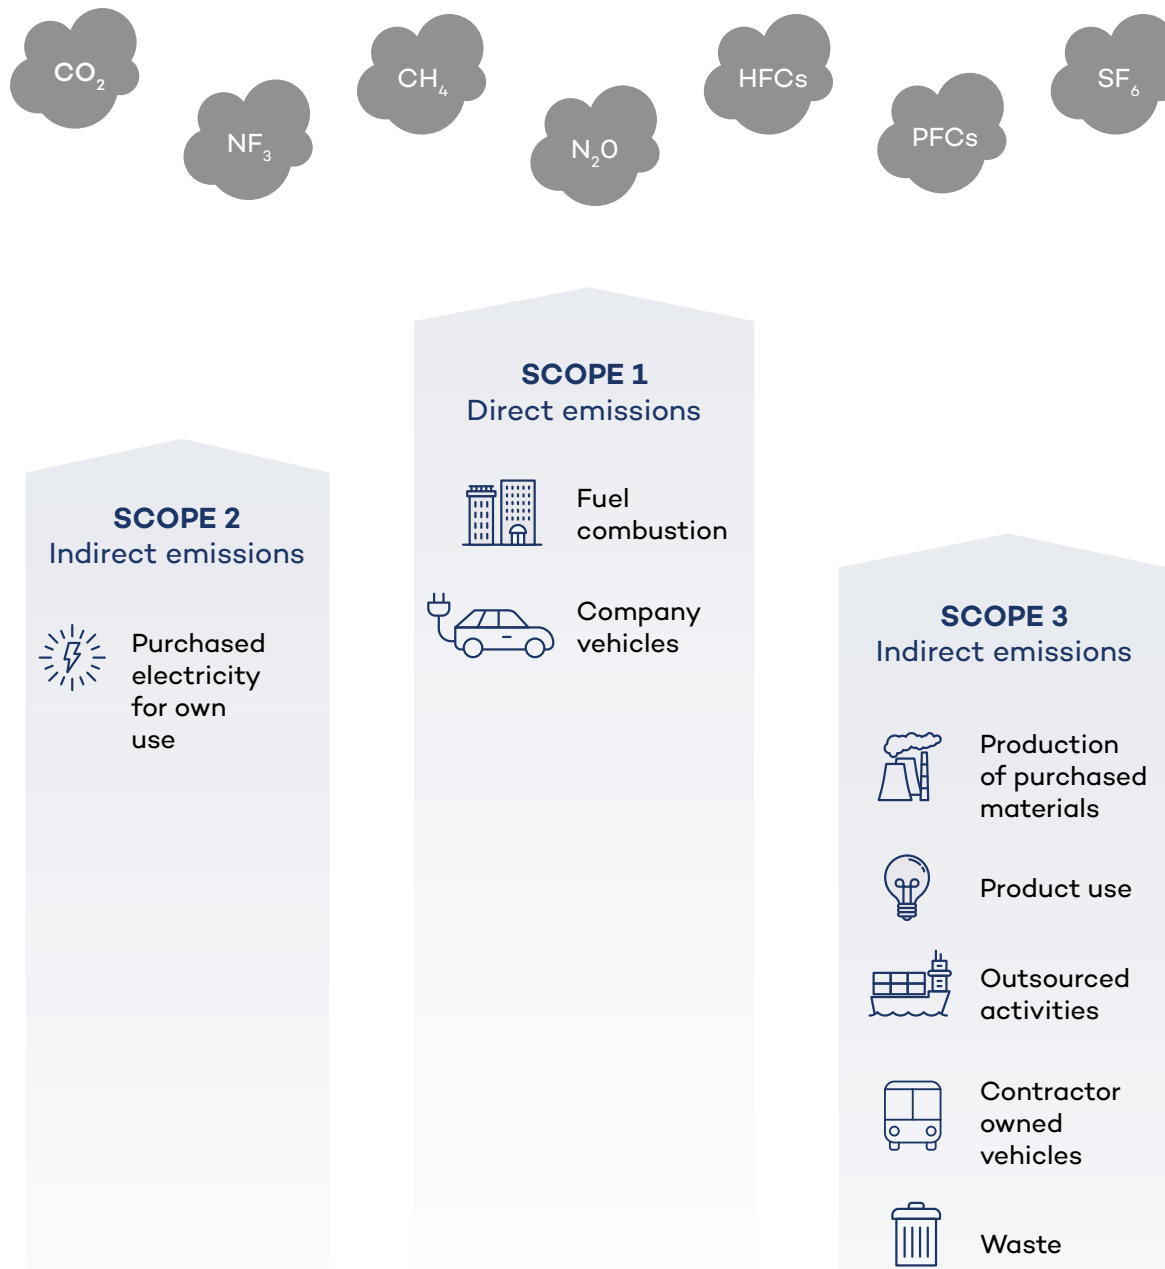 CO₂
NF₃
CH₄
N₂O
HFCs
PFCs
SF₆
SCOPE 1
Direct emissions
Fuel
combustion
Company
vehicles
SCOPE 2
Indirect emissions
Purchased
electricity
for own
use
SCOPE 3
Indirect emissions
Production
of purchased
materials
Product use
Outsourced
activities
Contractor
owned
vehicles
Waste